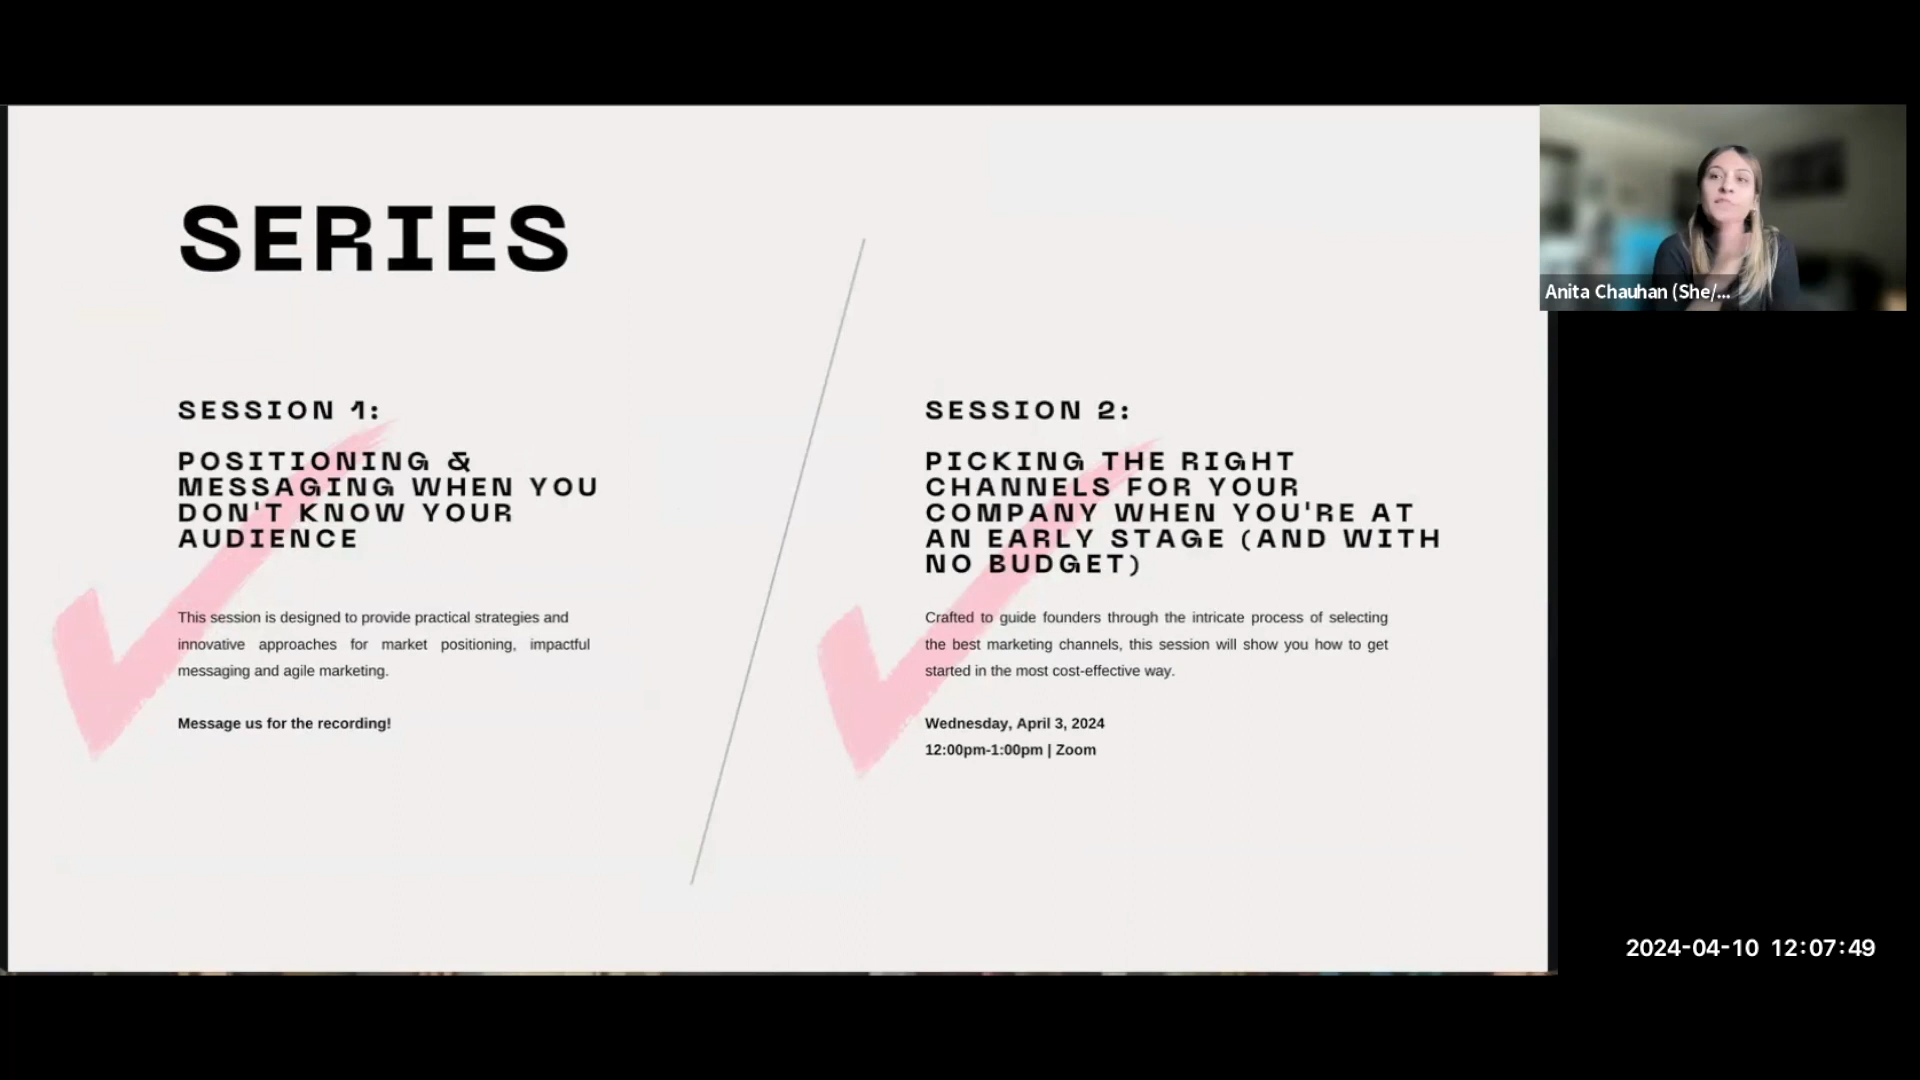 SERIES
SESSION 1:
POSITIONING &
MESSAGING WHEN YOU
DON'T KNOW YOUR
AUDIENCE
This session is designed to provide practical strategies and
innovative approaches for market positioning, impactful
messaging and agile marketing.
Message us for the recording!
SESSION 2:
PICKING THE RIGHT
CHANNELS FOR YOUR
COMPANY WHEN YOU'RE AT
AN EARLY STAGE (AND WITH
NO BUDGET)
Crafted to guide founders through the intricate process of selecting
the best marketing channels, this session will show you how to get
started in the most cost-effective way.
Wednesday, April 3, 2024
12:00pm-1:00pm | Zoom
Anita Chauhan (She/...
2024-04-10 12:07:49